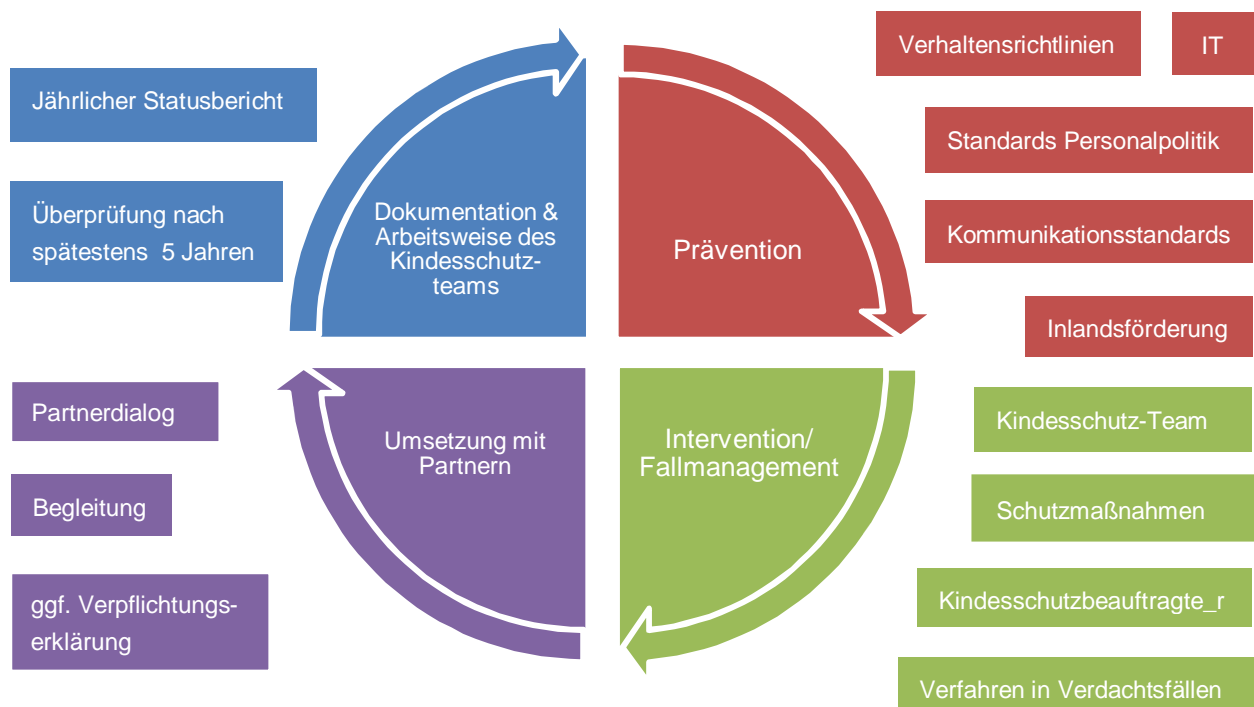 Verhaltensrichtlinien
IT
Standards Personalpolitik
Kommunikationsstandards
Inlandsförderung
Jährlicher Statusbericht
Überprüfung nach
spätestens 5 Jahren
Dokumentation &
Arbeitsweise des
Kindesschutz-
teams
Prävention
Partnerdialog
Begleitung
ggf. Verpflichtungs-
erklärung
Umsetzung mit
Partnern
Intervention/
Fallmanagement
Kindesschutz-Team
Schutzmaßnahmen
Kindesschutzbeauftragte_r
Verfahren in Verdachtsfällen